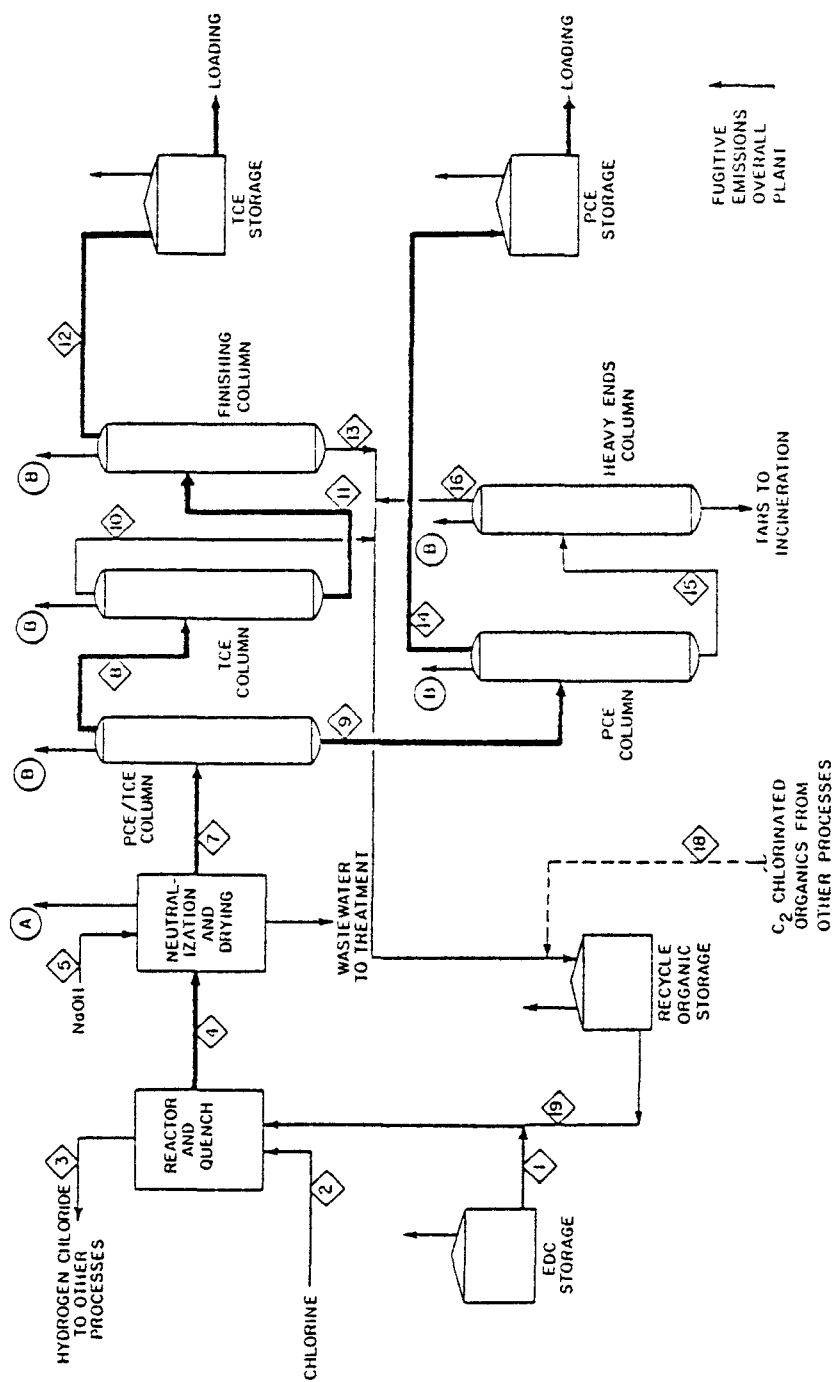 HYDROGEN CHLORIDE
TO OTHER
PROCESSES
3
REACTOR
AND
QUENCH
CHLORINE
2
4
NaOH
5
A
NEUTRAL-
IZATION
AND
DRYING
WASTEWATER
TO TREATMENT
7
PCE/TCE
COLUMN
B
8
9
B
TCE
COLUMN
10
11
B
FINISHING
COLUMN
13
12
TCE
STORAGE
LOADING
EDC
STORAGE
1
19
RECYCLE
ORGANIC
STORAGE
18
C2 CHLORINATED
ORGANICS FROM
OTHER PROCESSES
B
14
PCE
COLUMN
15
B
16
HEAVY ENDS
COLUMN
TARS TO
INCINERATION
PCE
STORAGE
LOADING
FUGITIVE
EMISSIONS
OVERALL
PLANT